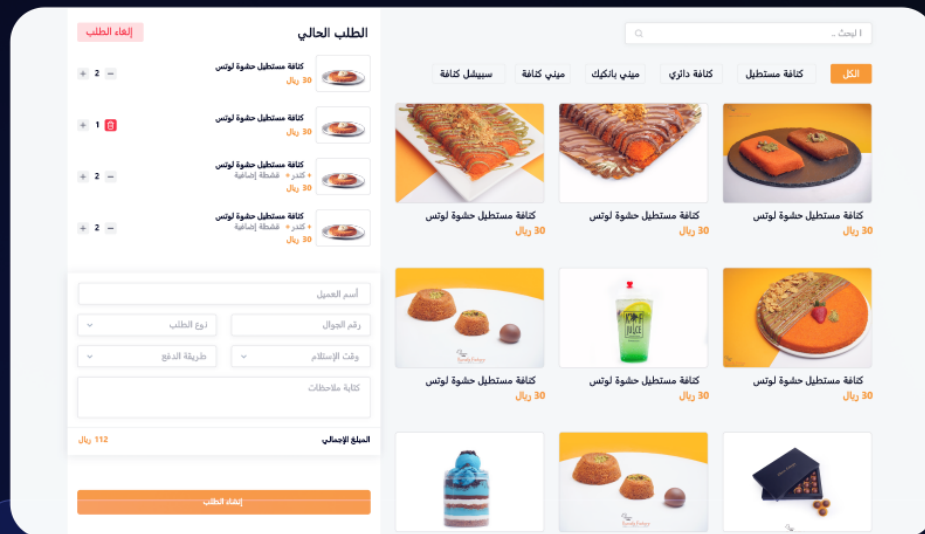 ا لبحث ..
الكل
كنافة مستطيل
كنافة دائري
ميني بانكيك
ميني كنافة
سبيشل كنافة
كنافة مستطيل حشوة لوتس
30 ريال
كنافة مستطيل حشوة لوتس
30 ريال
كنافة مستطيل حشوة لوتس
30 ريال
كنافة مستطيل حشوة لوتس
30 ريال
كنافة مستطيل حشوة لوتس
30 ريال
كنافة مستطيل حشوة لوتس
30 ريال
الطلب الحالي
إلغاء الطلب
كنافة مستطيل حشوة لوتس
30 ريال
+ 2 −
كنافة مستطيل حشوة لوتس
30 ريال
+ 1
كنافة مستطيل حشوة لوتس
+ كندر + قشطة إضافية
30 ريال
+ 2 −
كنافة مستطيل حشوة لوتس
+ كندر + قشطة إضافية
30 ريال
+ 2 −
أسم العميل
رقم الجوال
نوع الطلب
وقت الإستلام
طريقة الدفع
كتابة ملاحظات
المبلغ الإجمالي
112 ريال
إنشاء الطلب